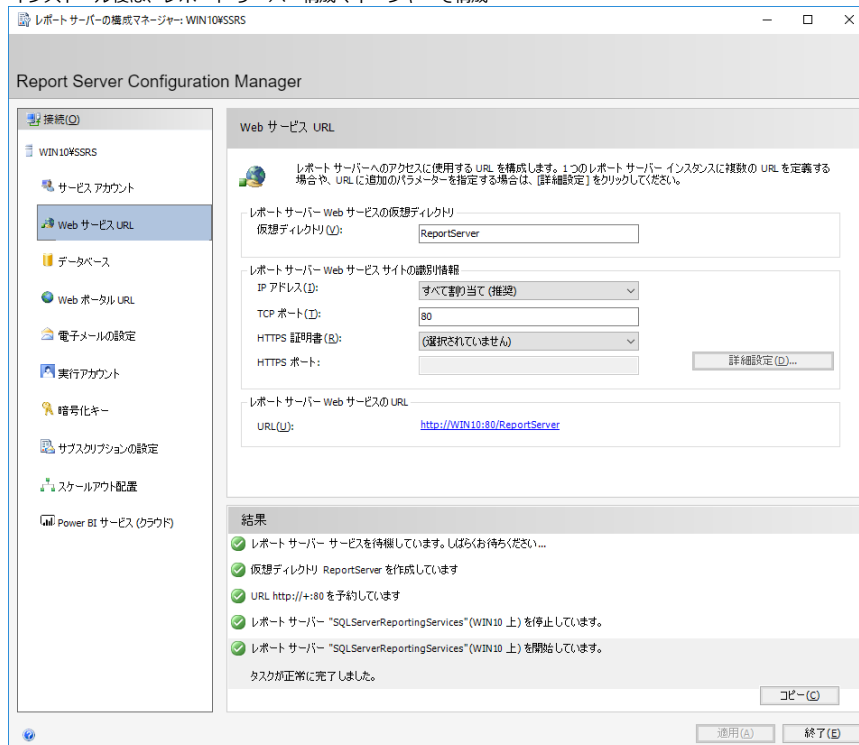 レポート サーバーの構成マネージャー: WIN10¥SSRS
Report Server Configuration Manager
接続(O)
WIN10¥SSRS
サービス アカウント
Web サービス URL
データベース
Web ポータル URL
電子メールの設定
実行アカウント
暗号化キー
サブスクリプションの設定
スケールアウト配置
Power BI サービス (クラウド)
Web サービス URL
レポート サーバーへのアクセスに使用する URL を構成します。1つのレポート サーバー インスタンスに複数の URL を定義する
場合や、URL に追加のパラメーターを指定する場合は、[詳細設定] をクリックしてください。
レポート サーバー Web サービスの仮想ディレクトリ
仮想ディレクトリ(V): ReportServer
レポート サーバー Web サービス サイトの識別情報
IP アドレス(I): すべて割り当て (推奨)
TCP ポート(T): 80
HTTPS 証明書(R): (選択されていません)
HTTPS ポート: 詳細設定(D)...
レポート サーバー Web サービスの URL
URL(U): http://WIN10:80/ReportServer
結果
レポート サーバー サービスを待機しています。しばらくお待ちください...
仮想ディレクトリ ReportServer を作成しています
URL http://+:80 を予約しています
レポート サーバー "SQLServerReportingServices"(WIN10 上) を停止しています。
レポート サーバー "SQLServerReportingServices"(WIN10 上) を開始しています。
タスクが正常に完了しました。
コピー(C)
適用(A) 終了(E)